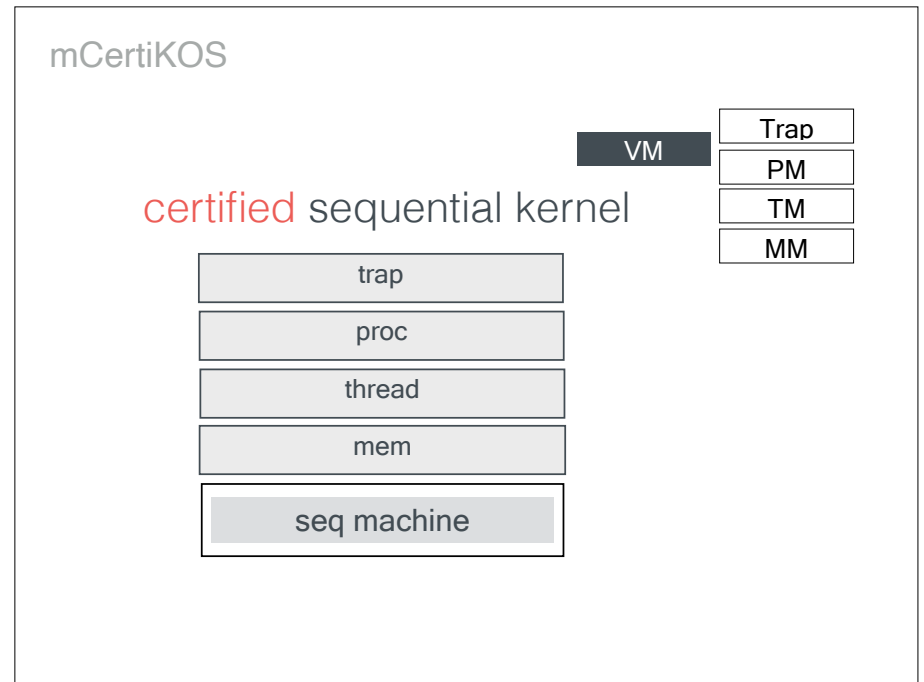 mCertiKOS
Trap
VM
PM
certified sequential kernel
TM
MM
trap
proc
thread
mem
seq machine